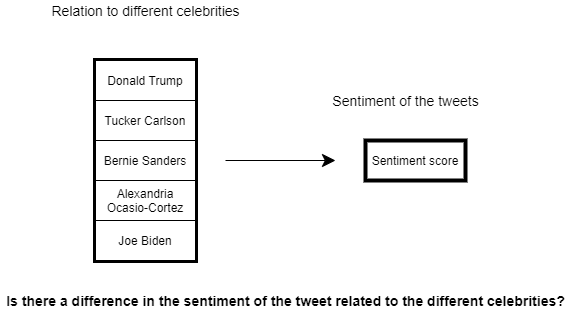 Relation to different celebrities
Donald Trump
Tucker Carlson
Bernie Sanders
Alexandria
Ocasio-Cortez
Joe Biden
Sentiment of the tweets
Sentiment score
Is there a difference in the sentiment of the tweet related to the different celebrities?